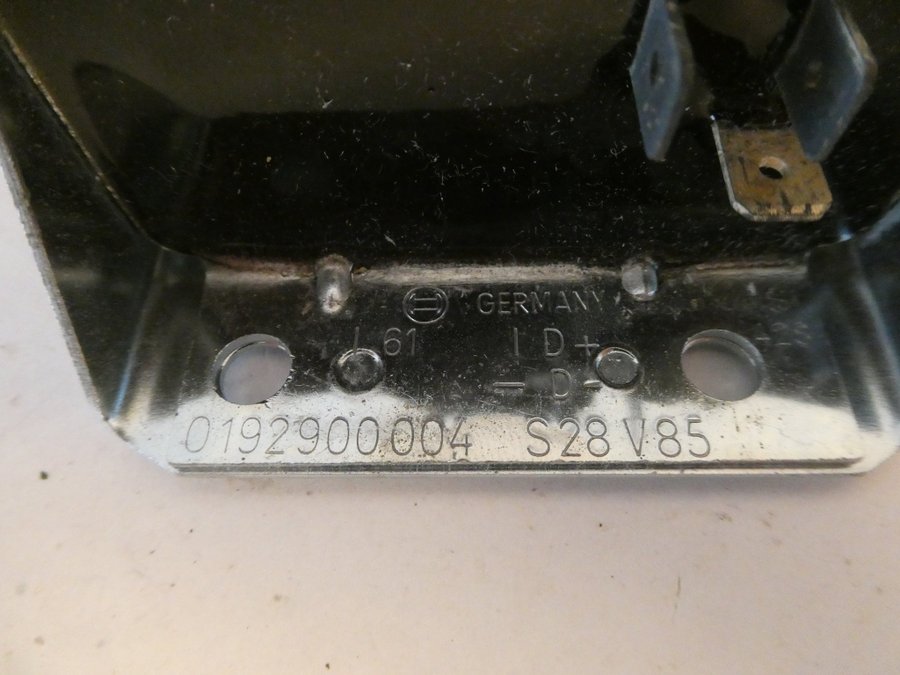 GERMANY
61 D+
- D-
0192900004 S28 V85